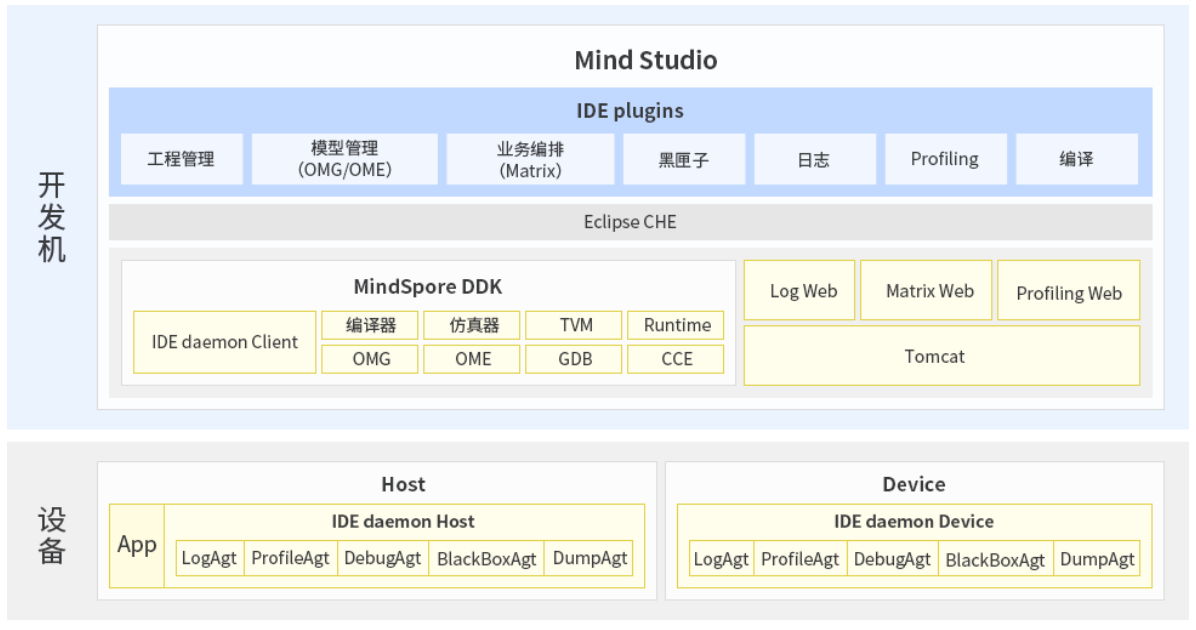 开发机
Mind Studio
IDE plugins
工程管理
模型管理
（OMG/OME）
业务编排
（Matrix）
黑匣子
日志
Profiling
编译
Eclipse CHE
MindSpore DDK
IDE daemon Client
编译器
仿真器
TVM
Runtime
OMG
OME
GDB
CCE
Log Web
Matrix Web
Profiling Web
Tomcat
设备
Host
App
IDE daemon Host
LogAgt
ProfileAgt
DebugAgt
BlackBoxAgt
DumpAgt
Device
IDE daemon Device
LogAgt
ProfileAgt
DebugAgt
BlackBoxAgt
DumpAgt